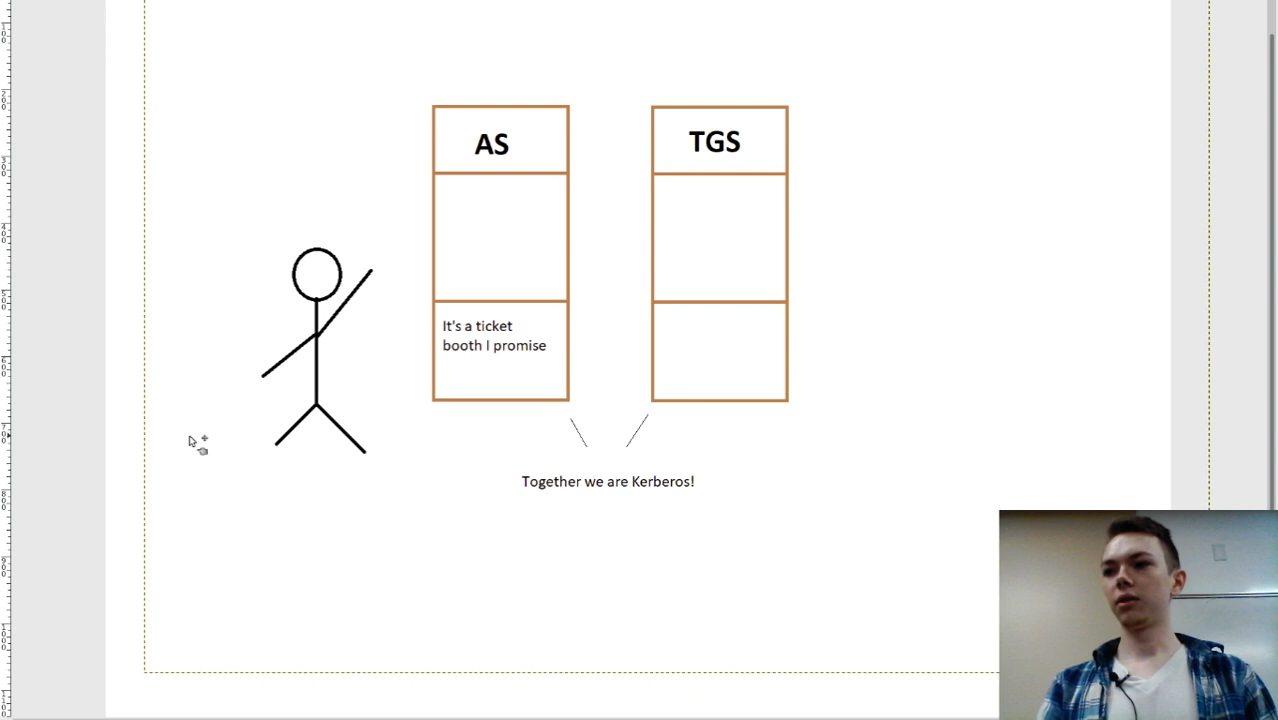 AS
TGS
It's a ticket
booth I promise
Together we are Kerberos!